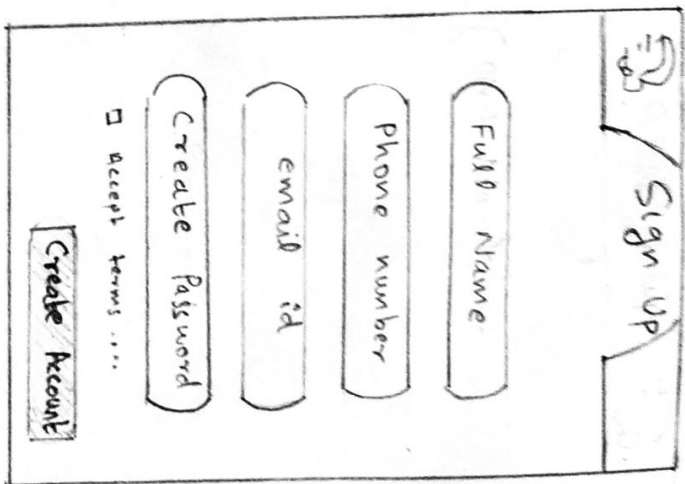 Sign Up
Full Name
Phone number
email id
Create Password
Accept terms ....
Create Account